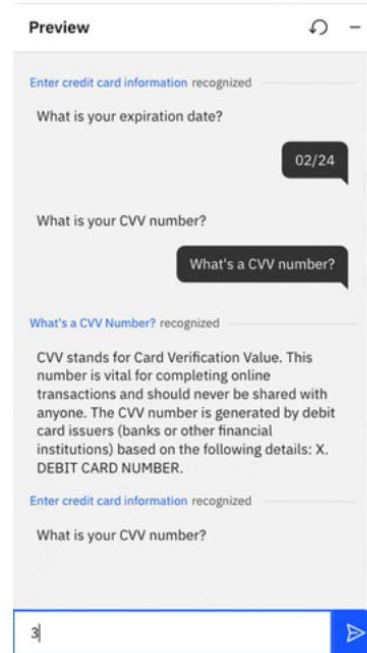 Preview
Enter credit card information recognized
What is your expiration date?
02/24
What is your CVV number?
What's a CVV number?
What's a CVV Number? recognized
CVV stands for Card Verification Value. This
number is vital for completing online
transactions and should never be shared with
anyone. The CVV number is generated by debit
card issuers (banks or other financial
institutions) based on the following details: X.
DEBIT CARD NUMBER.
Enter credit card information recognized
What is your CVV number?
3